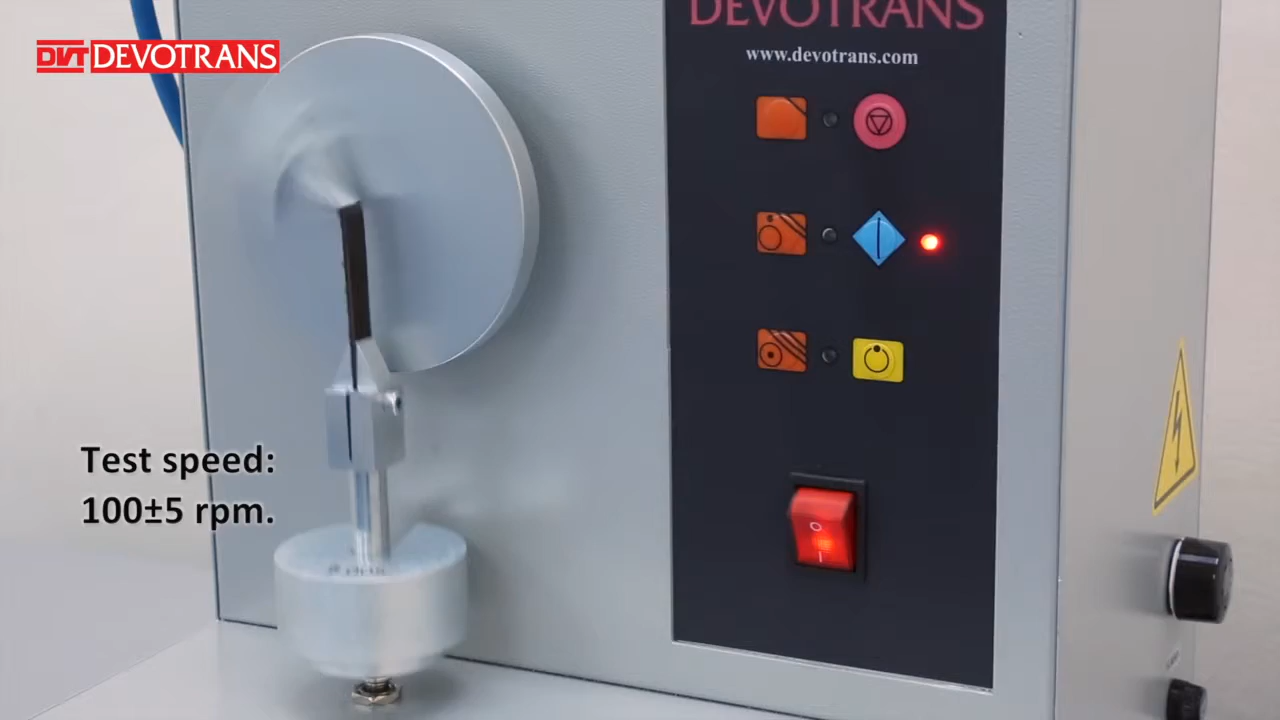 DVT DEVOTRANS
DEVOTRANS
www.devotrans.com
Test speed:
100±5 rpm.
O
I